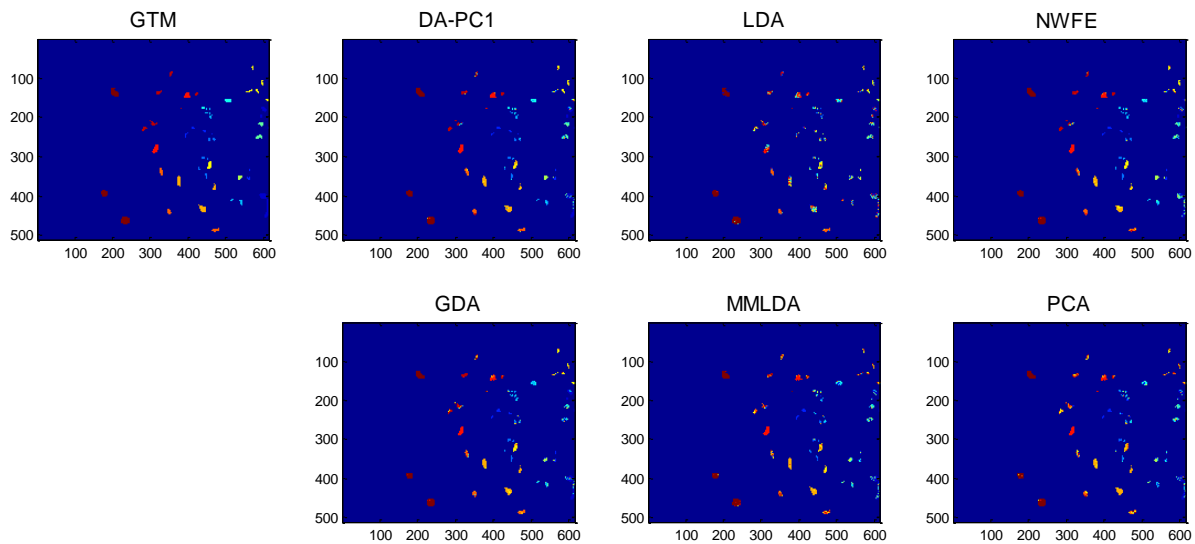 GTM DA-PC1 LDA NWFE
100 100 100 100
200 200 200 200
300 300 300 300
400 400 400 400
500 500 500 500
100 200 300 400 500 600 100 200 300 400 500 600 100 200 300 400 500 600 100 200 300 400 500 600
GDA MMLDA PCA
100 100 100
200 200 200
300 300 300
400 400 400
500 500 500
100 200 300 400 500 600 100 200 300 400 500 600 100 200 300 400 500 600